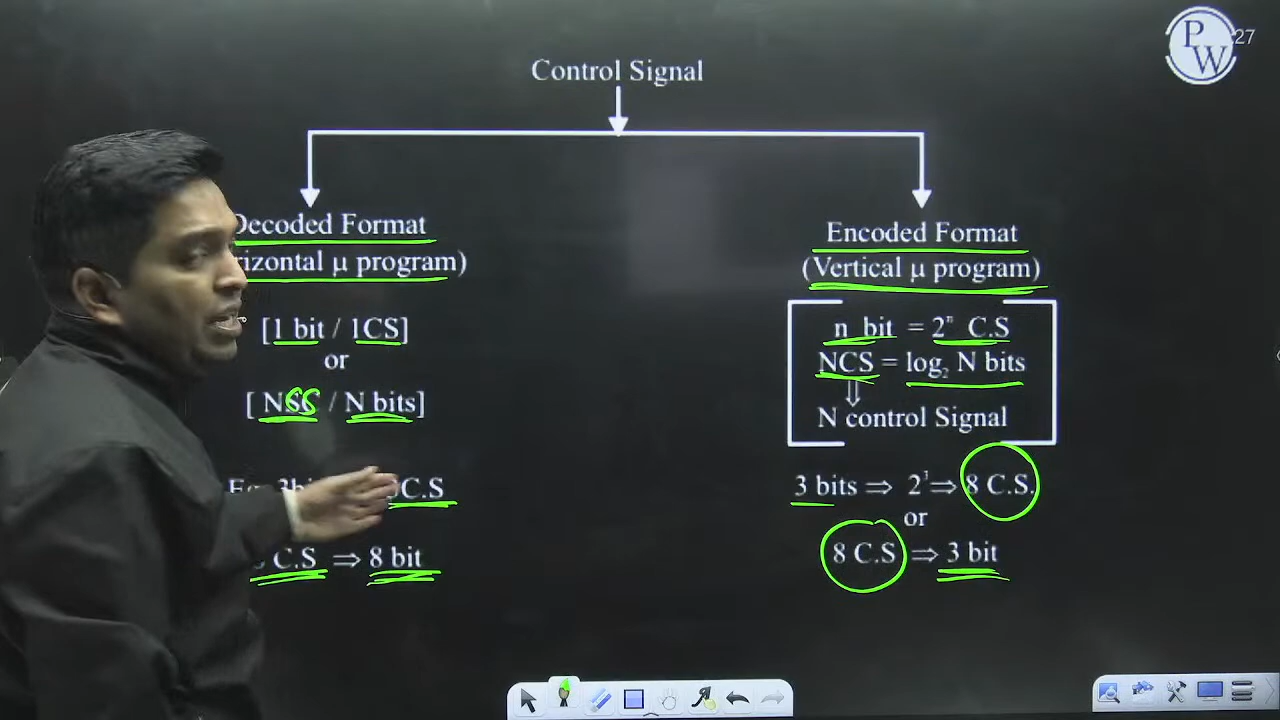 PW
27
Control Signal
Decoded Format
rizontal μ program)
[1 bit / 1CS]
or
[ N / N bits]
C.S
C.S ⇒ 8 bit
Encoded Format
(Vertical μ program)
n bit = 2ⁿ C.S
NCS = log₂ N bits
⇓
N control Signal
3 bits ⇒ 2³ ⇒ 8 C.S.
or
8 C.S ⇒ 3 bit